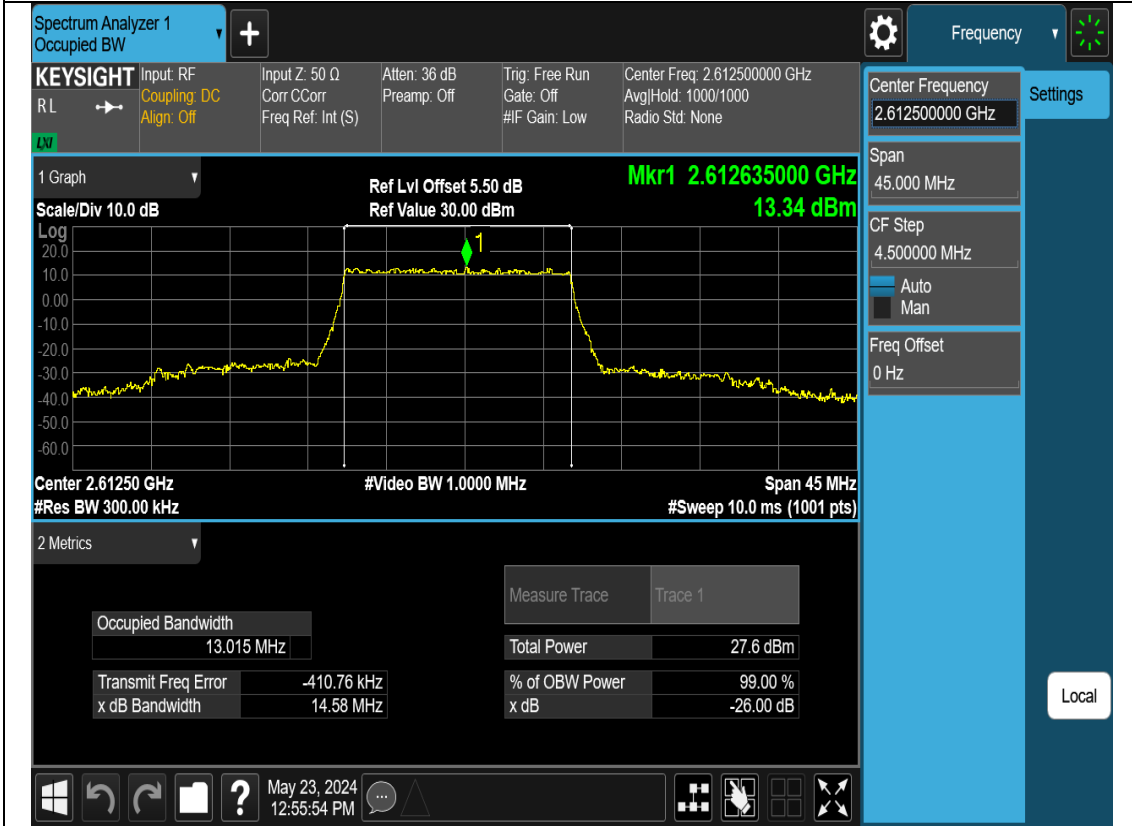 Spectrum Analyzer 1
Occupied BW
+
Frequency
KEYSIGHT
RL
LXI
Input: RF
Coupling: DC
Align: Off
Input Z: 50 Ω
Corr CCorr
Freq Ref: Int (S)
Atten: 36 dB
Preamp: Off
Trig: Free Run
Gate: Off
#IF Gain: Low
Center Freq: 2.612500000 GHz
Avg|Hold: 1000/1000
Radio Std: None
Center Frequency
2.612500000 GHz
Settings
Span
45.000 MHz
CF Step
4.500000 MHz
Auto
Man
Freq Offset
0 Hz
Local
1 Graph
Scale/Div 10.0 dB
Ref Lvl Offset 5.50 dB
Ref Value 30.00 dBm
Mkr1 2.612635000 GHz
13.34 dBm
Log
1
20.0
10.0
0.00
-10.0
-20.0
-30.0
-40.0
-50.0
-60.0
Center 2.61250 GHz
#Video BW 1.0000 MHz
Span 45 MHz
#Res BW 300.00 kHz
#Sweep 10.0 ms (1001 pts)
2 Metrics
Measure Trace
Trace 1
Occupied Bandwidth
13.015 MHz
Total Power
27.6 dBm
Transmit Freq Error
-410.76 kHz
% of OBW Power
99.00 %
x dB Bandwidth
14.58 MHz
x dB
-26.00 dB
?
May 23, 2024
12:55:54 PM